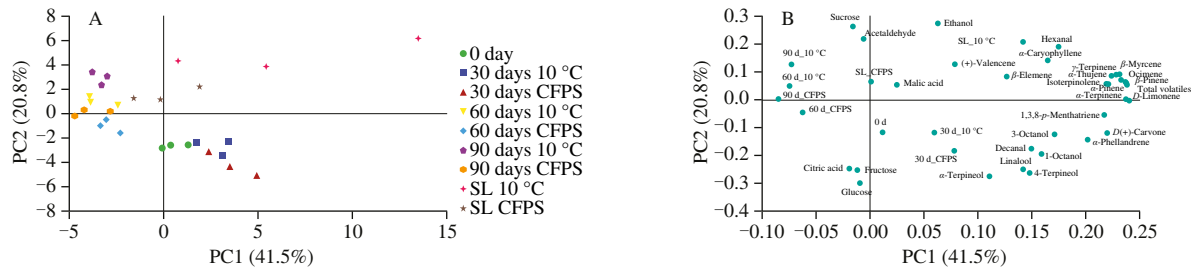 A
8
6
4
2
0
−2
−4
−6
−8
−5
0
5
10
15
PC2 (20.8%)
PC1 (41.5%)
0 day
30 days 10 °C
30 days CFPS
60 days 10 °C
60 days CFPS
90 days 10 °C
90 days CFPS
SL 10 °C
SL CFPS
B
0.3
0.2
0.1
0.0
−0.1
−0.2
−0.3
−0.4
−0.10
−0.05
0.00
0.05
0.10
0.15
0.20
0.25
PC2 (20.8%)
PC1 (41.5%)
Sucrose
Ethanol
Acetaldehyde
SL_10 °C
Hexanal
α-Caryophyllene
90 d_10 °C
(+)-Valencene
γ-Terpinene
β-Myrcene
α-Thujene
Ocimene
60 d_10 °C
SL_CFPS
Malic acid
β-Elemene
Isoterpinolene
β-Pinene
α-Pinene
Total volatiles
90 d_CFPS
α-Terpinene
D-Limonene
60 d_CFPS
1,3,8-p-Menthatriene
0 d
30 d_10 °C
3-Octanol
D(+)-Carvone
α-Phellandrene
30 d_CFPS
Decanal
1-Octanol
Linalool
Citric acid
Fructose
α-Terpineol
4-Terpineol
Glucose